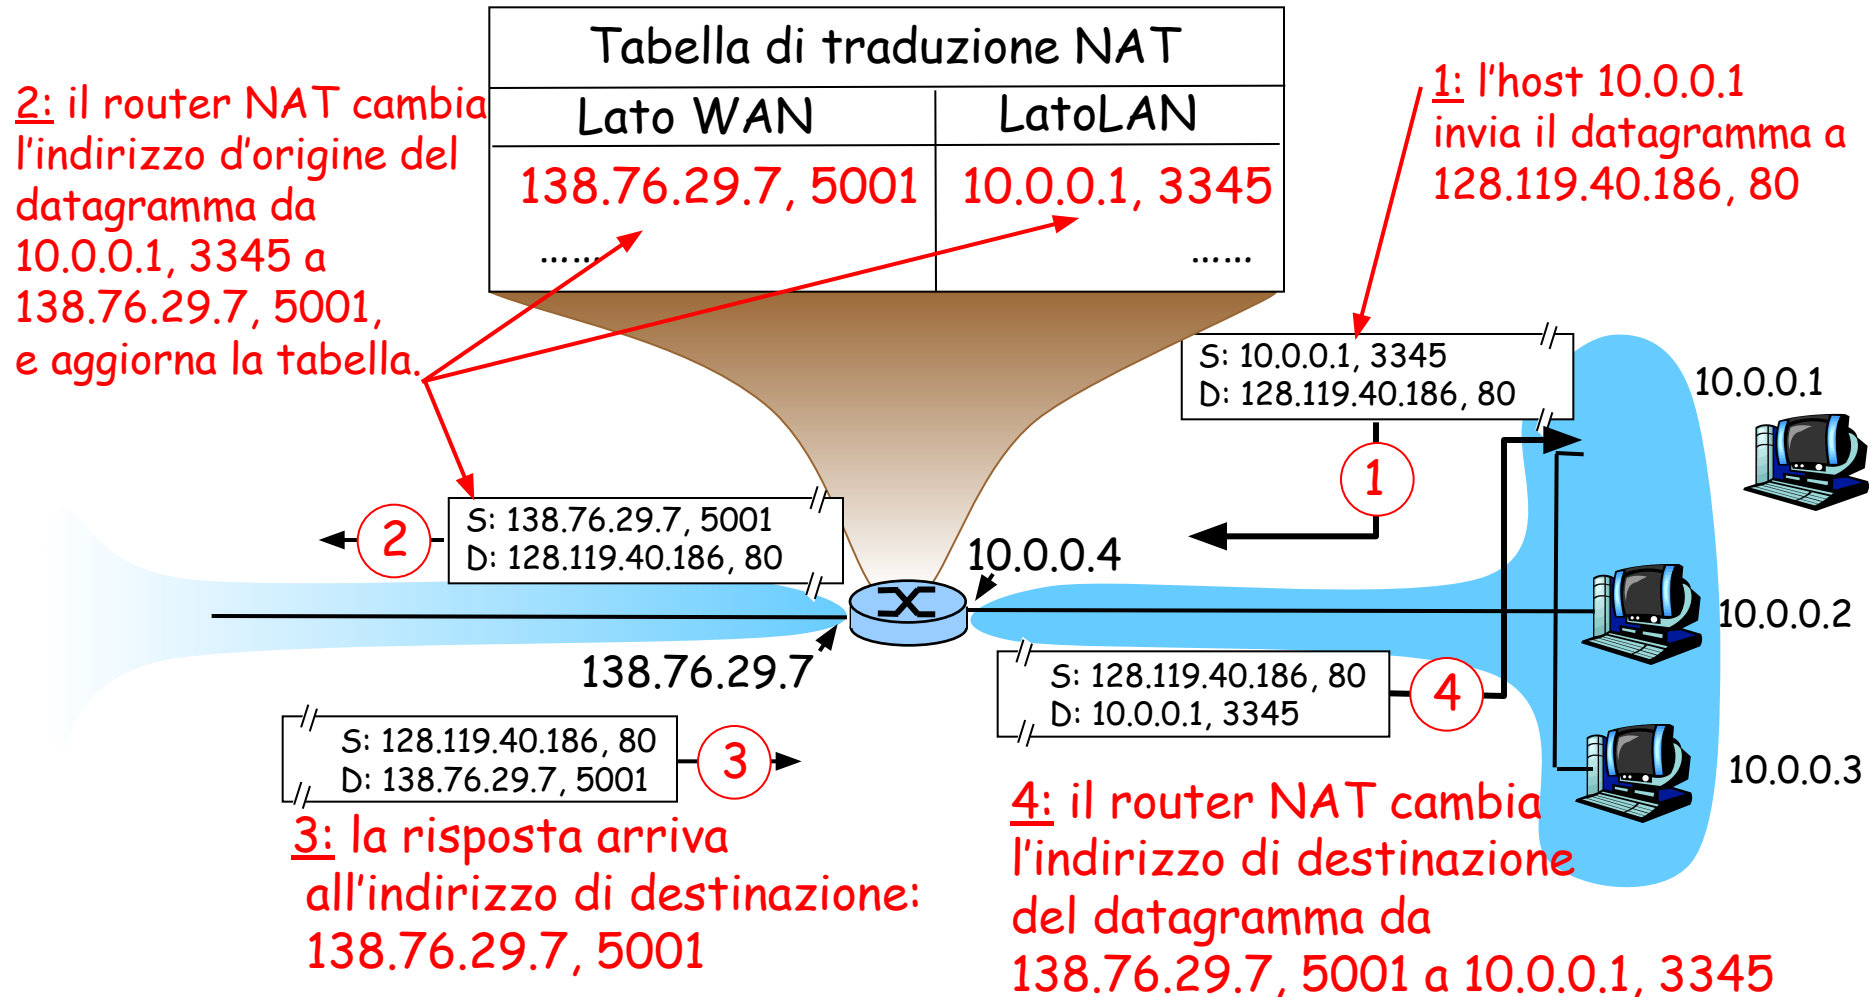 Tabella di traduzione NAT
Lato WAN
LatoLAN
138.76.29.7, 5001
10.0.0.1, 3345
......
......
2: il router NAT cambia
l'indirizzo d'origine del
datagramma da
10.0.0.1, 3345 a
138.76.29.7, 5001,
e aggiorna la tabella.
1: l'host 10.0.0.1
invia il datagramma a
128.119.40.186, 80
S: 10.0.0.1, 3345
D: 128.119.40.186, 80
10.0.0.1
1
2
S: 138.76.29.7, 5001
D: 128.119.40.186, 80
10.0.0.4
10.0.0.2
138.76.29.7
S: 128.119.40.186, 80
D: 10.0.0.1, 3345
4
S: 128.119.40.186, 80
D: 138.76.29.7, 5001
3
10.0.0.3
3: la risposta arriva
all'indirizzo di destinazione:
138.76.29.7, 5001
4: il router NAT cambia
l'indirizzo di destinazione
del datagramma da
138.76.29.7, 5001 a 10.0.0.1, 3345